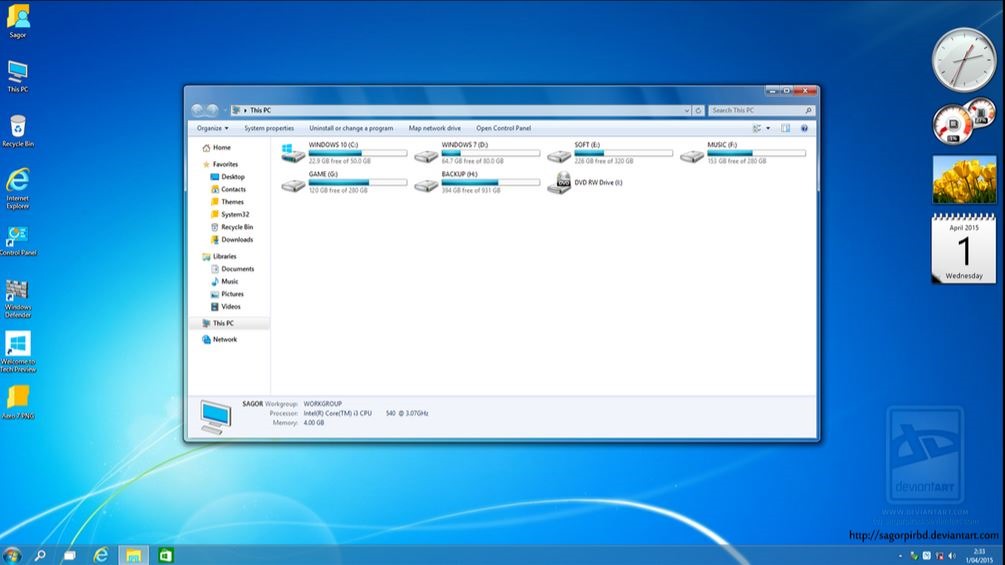 Sagor
This PC
Recycle Bin
Internet
Explorer
Control Panel
Windows
Defender
Welcome to
Tech Preview
Aero 7 PNG
This PC
Search This PC
Organize
System properties
Uninstall or change a program
Map network drive
Open Control Panel
Home
Favorites
Desktop
Contacts
Themes
System32
Recycle Bin
Downloads
Libraries
Documents
Music
Pictures
Videos
This PC
Network
WINDOWS 10 (C:)
22.9 GB free of 50.0 GB
WINDOWS 7 (D:)
64.7 GB free of 80.0 GB
SOFT (E:)
226 GB free of 320 GB
MUSIC (F:)
153 GB free of 280 GB
GAME (G:)
120 GB free of 280 GB
BACKUP (H:)
394 GB free of 931 GB
DVD
DVD RW Drive (I:)
SAGOR Workgroup: WORKGROUP
Processor: Intel(R) Core(TM) i3 CPU 540 @ 3.07GHz
Memory: 4.00 GB
April 2015
1
Wednesday
deviantART
WWW.DEVIANTART.COM
http://sagorpirbd.deviantart.com
2:33
1/04/2015